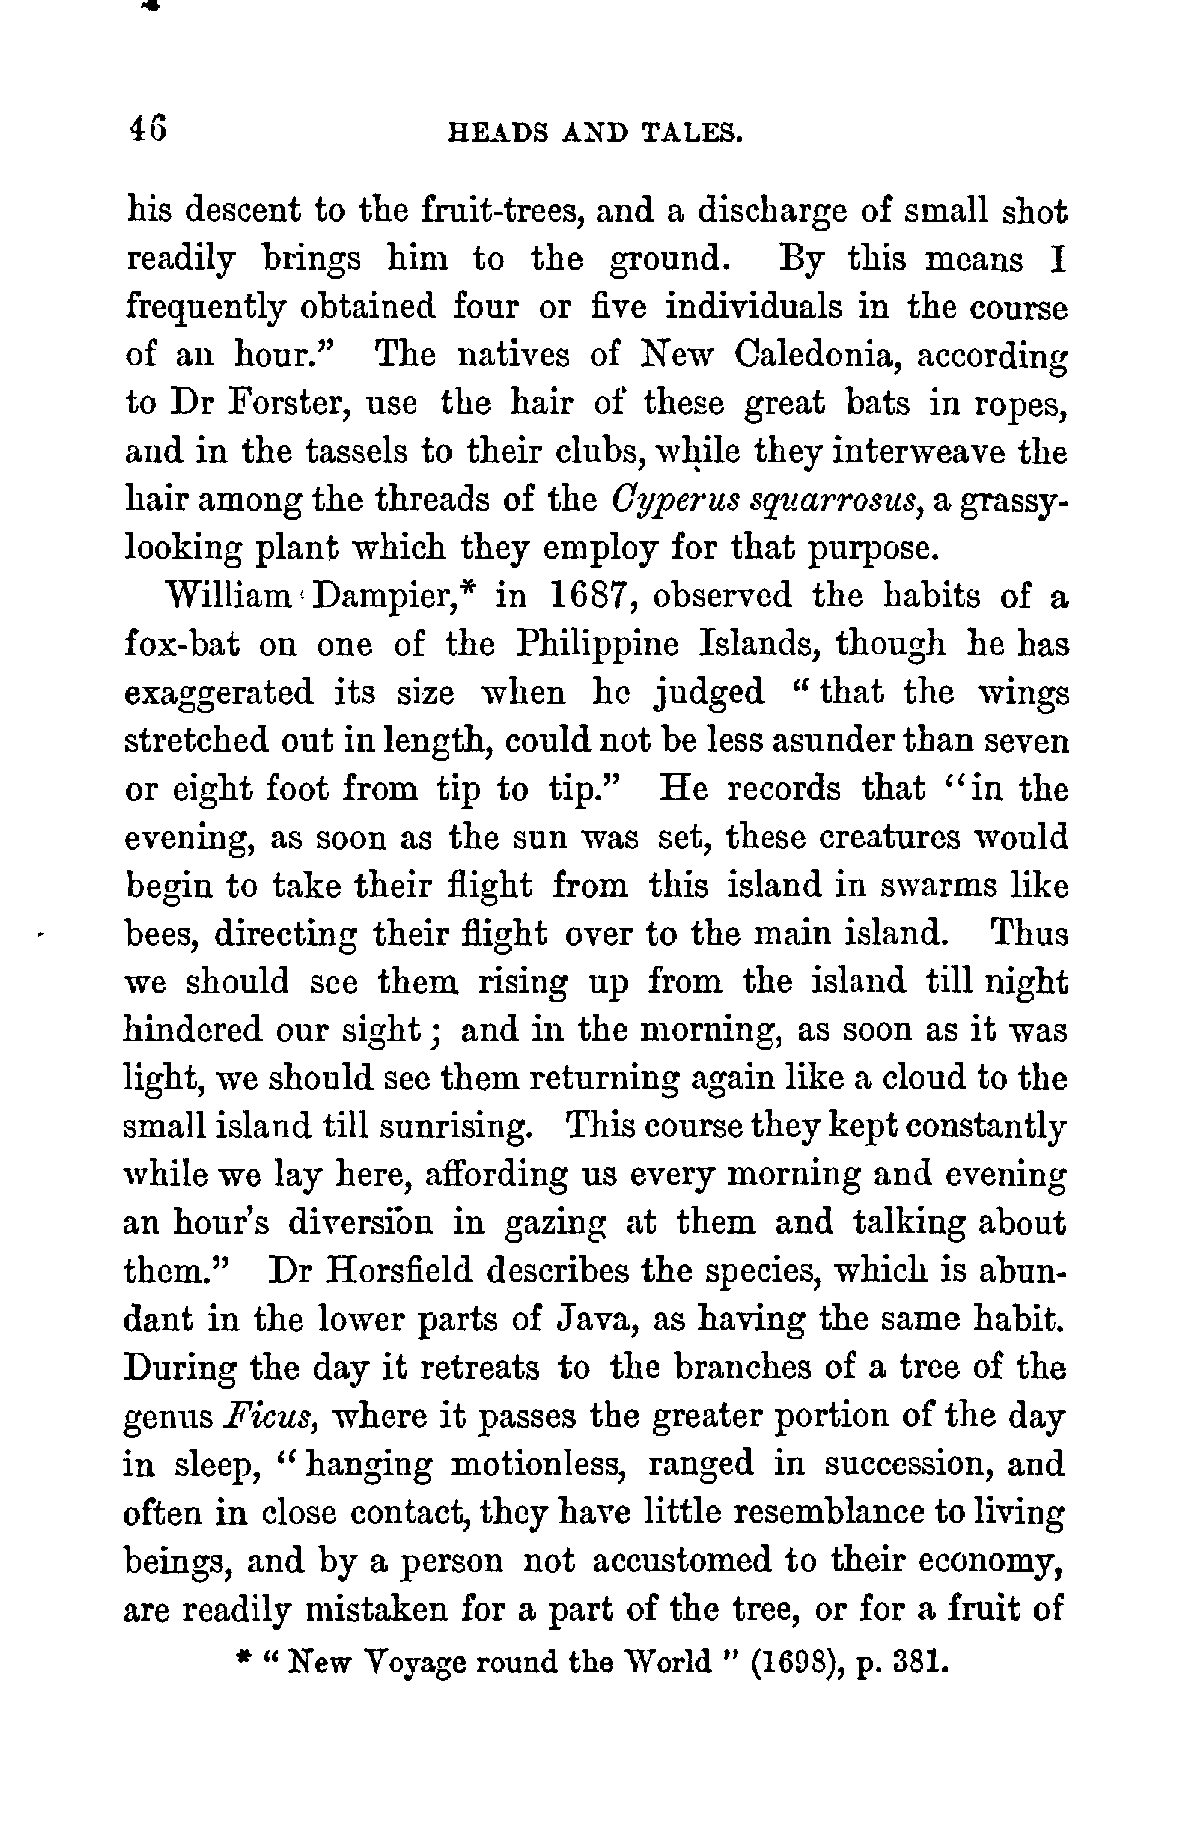 46 HEADS AND TALES.
his descent to the fruit-trees, and a discharge of small shot
readily brings him to the ground. By this means I
frequently obtained four or five individuals in the course
of an hour.” The natives of New Caledonia, according
to Dr Forster, use the hair of these great bats in ropes,
and in the tassels to their clubs, while they interweave the
hair among the threads of the Cyperus squarrosus, a grassy-
looking plant which they employ for that purpose.
William Dampier,* in 1687, observed the habits of a
fox-bat on one of the Philippine Islands, though he has
exaggerated its size when he judged “ that the wings
stretched out in length, could not be less asunder than seven
or eight foot from tip to tip.” He records that “in the
evening, as soon as the sun was set, these creatures would
begin to take their flight from this island in swarms like
bees, directing their flight over to the main island. Thus
we should see them rising up from the island till night
hindered our sight ; and in the morning, as soon as it was
light, we should see them returning again like a cloud to the
small island till sunrising. This course they kept constantly
while we lay here, affording us every morning and evening
an hour’s diversion in gazing at them and talking about
them.” Dr Horsfield describes the species, which is abun-
dant in the lower parts of Java, as having the same habit.
During the day it retreats to the branches of a tree of the
genus Ficus, where it passes the greater portion of the day
in sleep, “ hanging motionless, ranged in succession, and
often in close contact, they have little resemblance to living
beings, and by a person not accustomed to their economy,
are readily mistaken for a part of the tree, or for a fruit of
* “ New Voyage round the World ” (1698), p. 381.